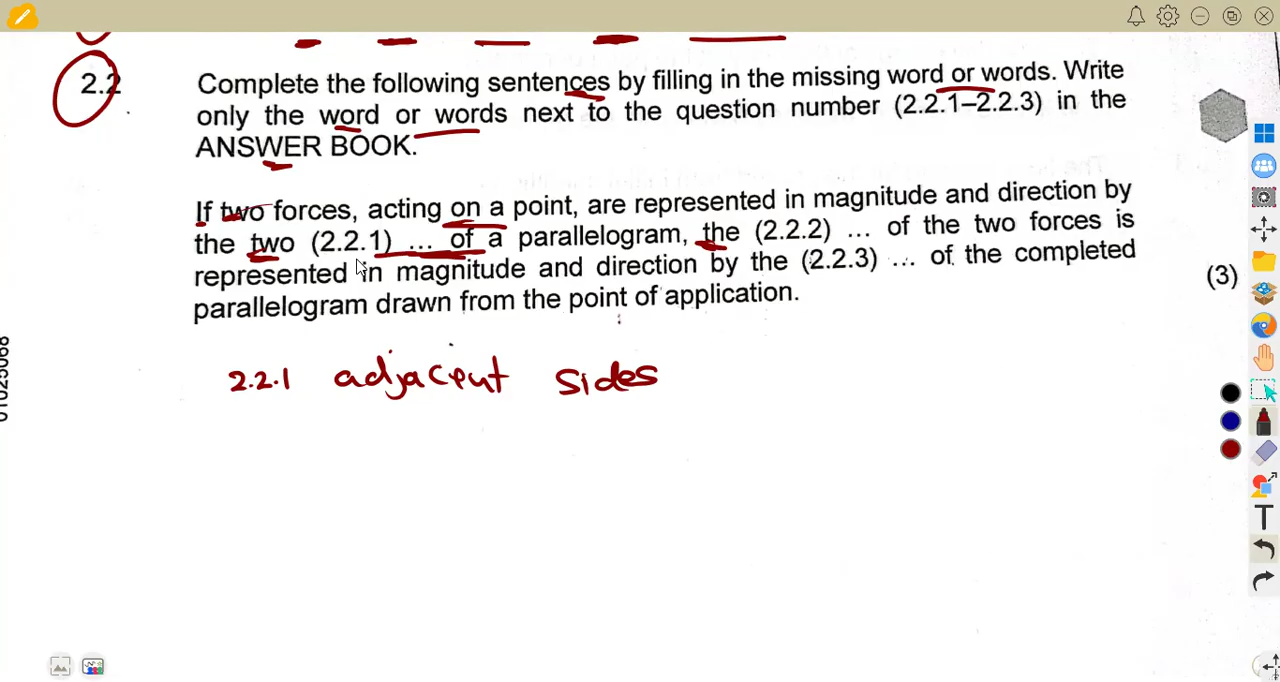 2.2 Complete the following sentences by filling in the missing word or words. Write
only the word or words next to the question number (2.2.1–2.2.3) in the
ANSWER BOOK.
If two forces, acting on a point, are represented in magnitude and direction by
the two (2.2.1) ... of a parallelogram, the (2.2.2) ... of the two forces is
represented in magnitude and direction by the (2.2.3) ... of the completed
parallelogram drawn from the point of application. (3)
2.2.1 adjacent sides
01025068
T